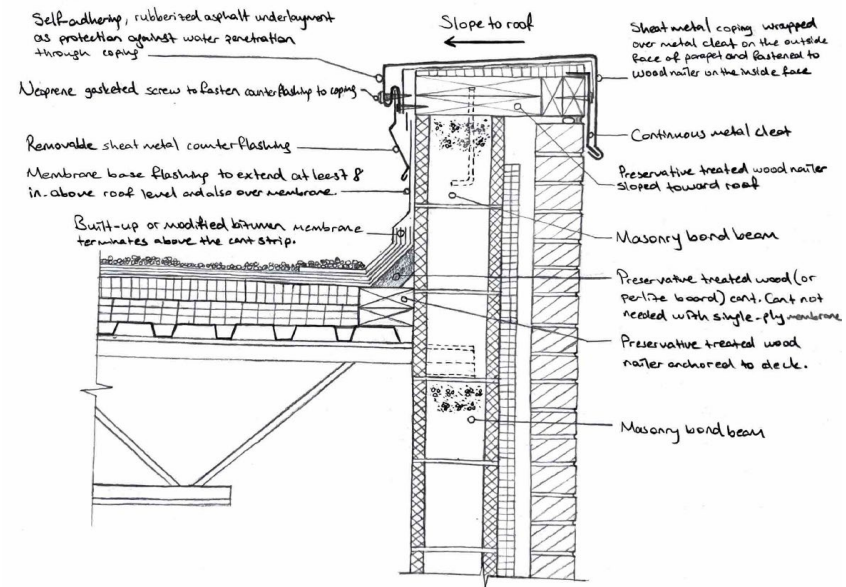 Self-adhering, rubberized asphalt underlayment
as protection against water penetration
through coping
Neoprene gasketed screw to fasten counterflashing to coping
Removable sheet metal counterflashing
Membrane base flashing to extend at least 8
in. above roof level and also over membrane.
Built-up or modified bitumen membrane
terminates above the cant strip.
Slope to roof
Sheat metal coping wrapped
over metal cleat on the outside
face of parapet and fastened to
wood nailer on the inside face
Continuous metal cleat
Preservative treated wood nailer
sloped toward roof
Masonry bond beam
Preservative treated wood (or
perlite board) cant. Cant not
needed with single-ply membrane
Preservative treated wood
nailer anchored to deck.
Masonry bond beam